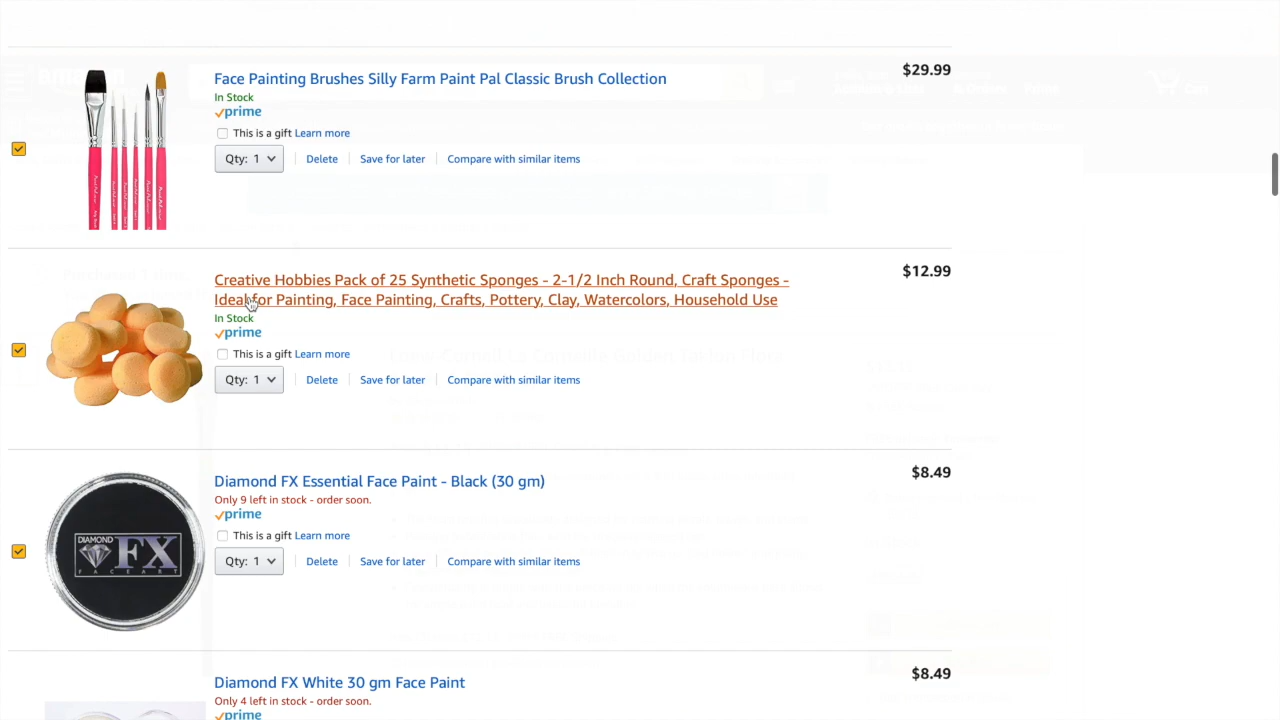 Face Painting Brushes Silly Farm Paint Pal Classic Brush Collection
$29.99
In Stock
prime
This is a gift Learn more
Qty: 1
Delete
Save for later
Compare with similar items
Creative Hobbies Pack of 25 Synthetic Sponges - 2-1/2 Inch Round, Craft Sponges -
$12.99
Ideal for Painting, Face Painting, Crafts, Pottery, Clay, Watercolors, Household Use
In Stock
prime
This is a gift Learn more
Qty: 1
Delete
Save for later
Compare with similar items
Diamond FX Essential Face Paint - Black (30 gm)
$8.49
Only 9 left in stock - order soon.
prime
This is a gift Learn more
Qty: 1
Delete
Save for later
Compare with similar items
DIAMOND
FX
FACEART
Diamond FX White 30 gm Face Paint
$8.49
Only 4 left in stock - order soon.
prime